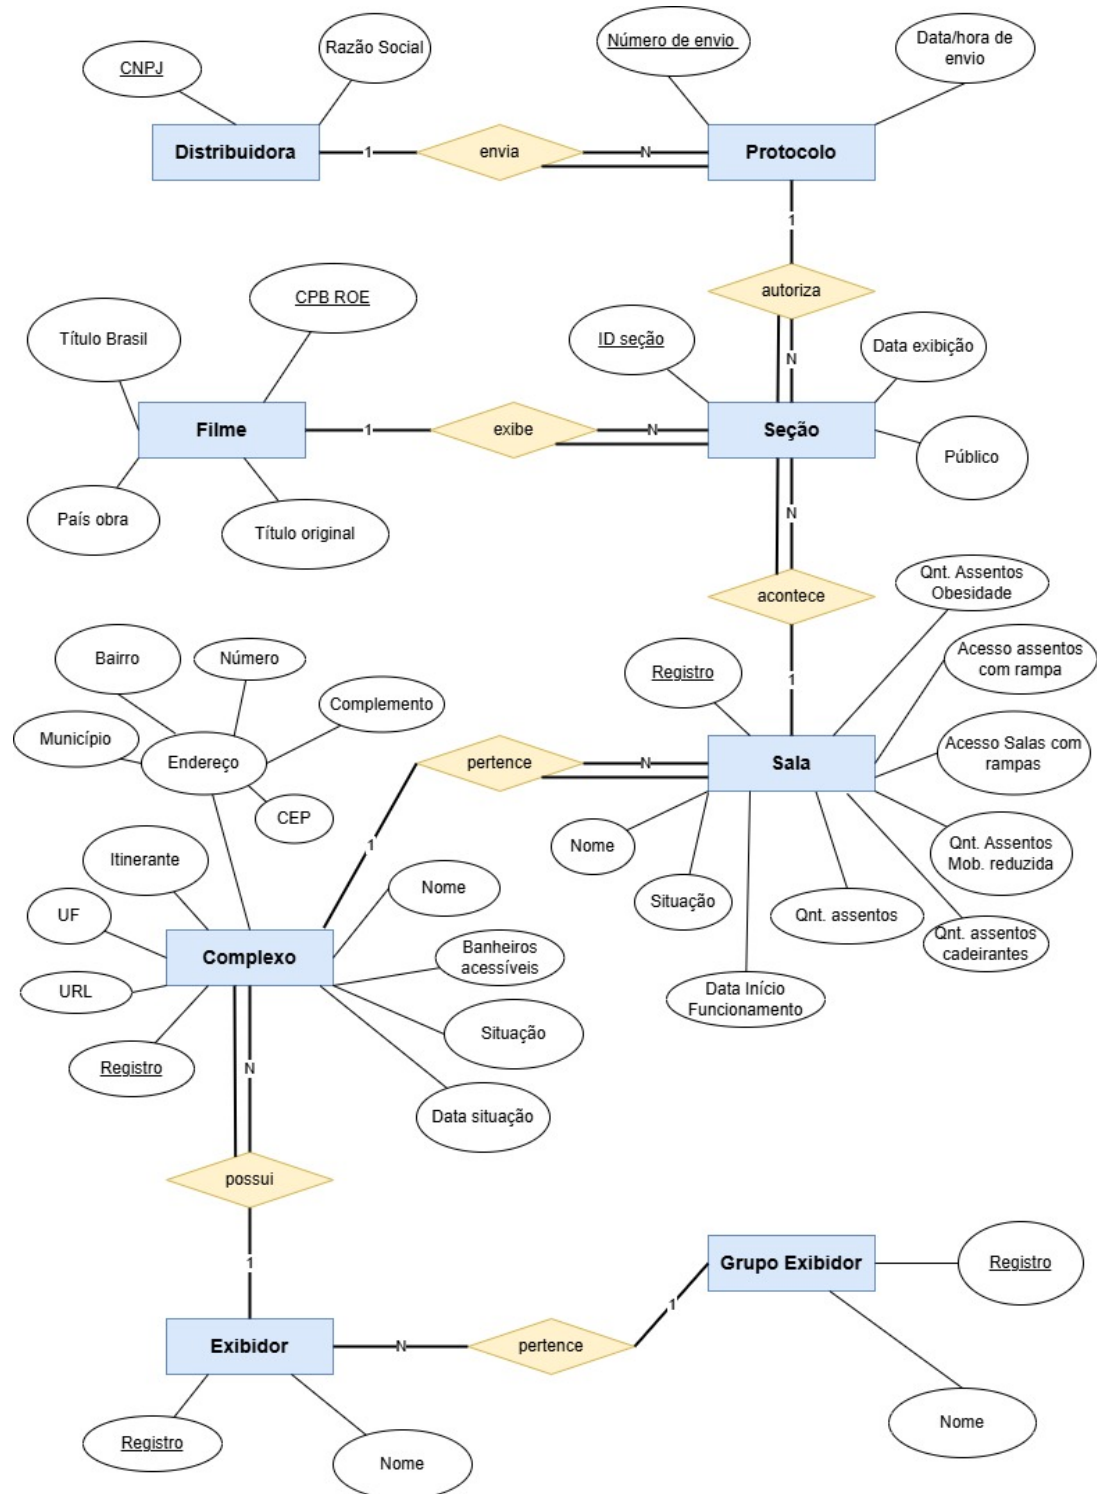 Razão Social
Número de envio
Data/hora de
envio
CNPJ
Distribuidora
1
envia
N
Protocolo
1
autoriza
N
CPB ROE
Título Brasil
ID seção
Data exibição
Filme
1
exibe
N
Seção
Público
País obra
Título original
N
acontece
1
Qnt. Assentos
Obesidade
Bairro
Número
Registro
Acesso assentos
com rampa
Município
Endereço
Complemento
pertence
N
Sala
Acesso Salas com
rampas
CEP
1
Nome
Situação
Qnt. Assentos
Mob. reduzida
Itinerante
Nome
Qnt. assentos
Qnt. assentos
cadeirantes
UF
Complexo
Banheiros
acessíveis
URL
Data Início
Funcionamento
Situação
Registro
N
Data situação
possui
1
Grupo Exibidor
Registro
1
Exibidor
N
pertence
Registro
Nome
Nome